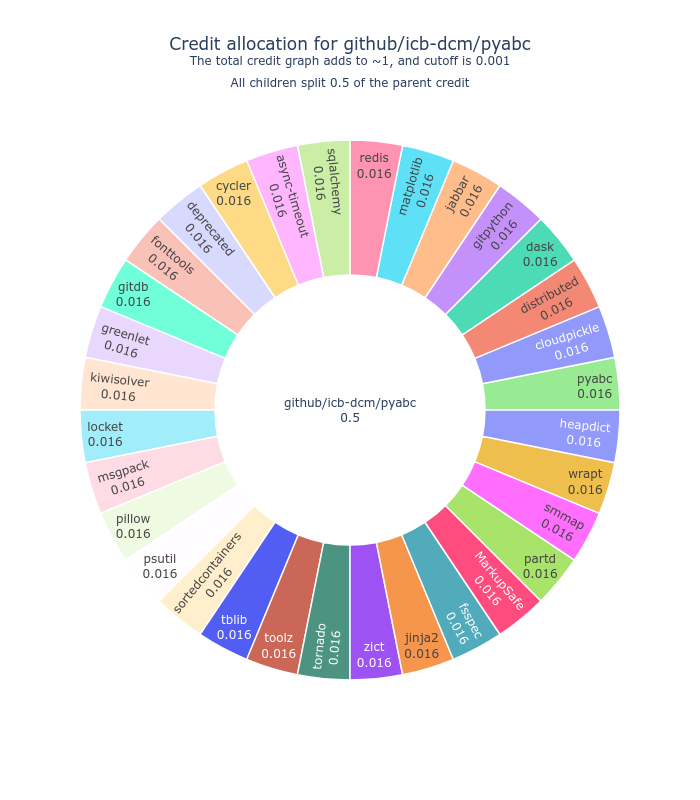 Credit allocation for github/icb-dcm/pyabc
The total credit graph adds to ~1, and cutoff is 0.001
All children split 0.5 of the parent credit
github/icb-dcm/pyabc
0.5
redis
0.016
matplotlib
0.016
jabbar
0.016
gitpython
0.016
dask
0.016
distributed
0.016
cloudpickle
0.016
pyabc
0.016
heapdict
0.016
wrapt
0.016
smmap
0.016
partd
0.016
MarkupSafe
0.016
fsspec
0.016
jinja2
0.016
zict
0.016
tornado
0.016
toolz
0.016
tblib
0.016
sortedcontainers
0.016
psutil
0.016
pillow
0.016
msgpack
0.016
locket
0.016
kiwisolver
0.016
greenlet
0.016
gitdb
0.016
fonttools
0.016
deprecated
0.016
cycler
0.016
async-timeout
0.016
sqlalchemy
0.016